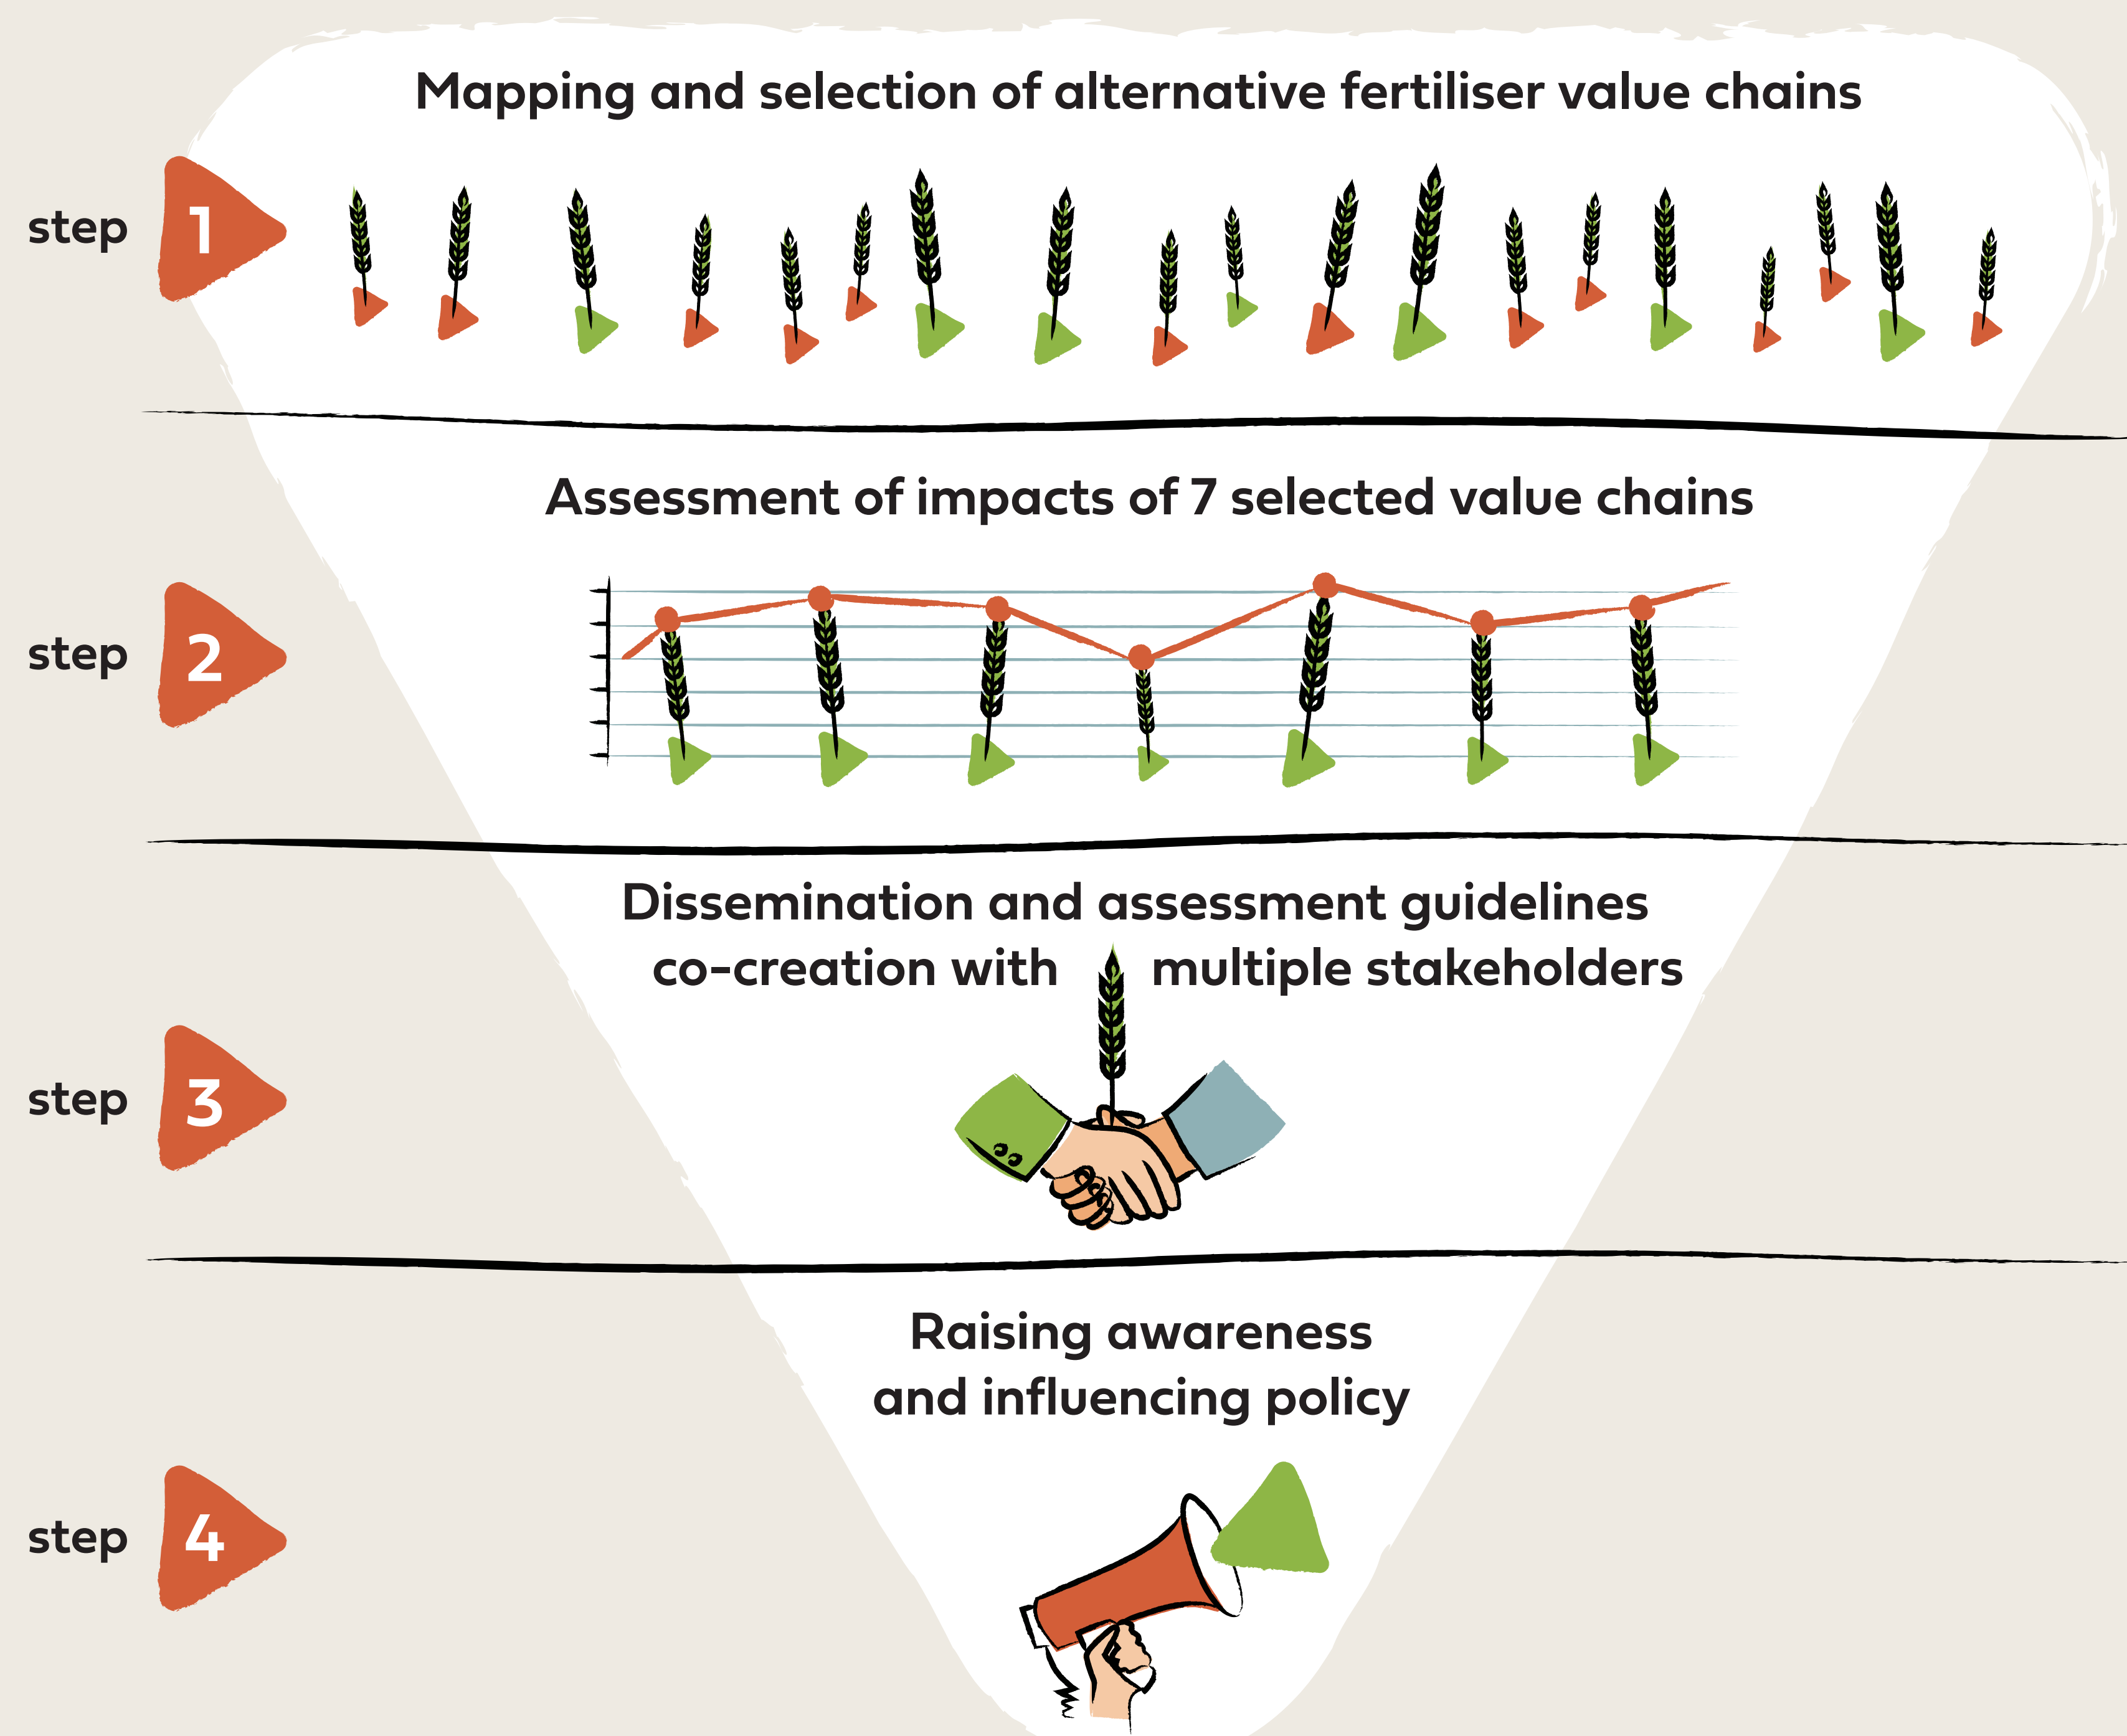 Mapping and selection of alternative fertiliser value chains
step 1
Assessment of impacts of 7 selected value chains
step 2
Dissemination and assessment guidelines
co-creation with multiple stakeholders
step 3
Raising awareness
and influencing policy
step 4